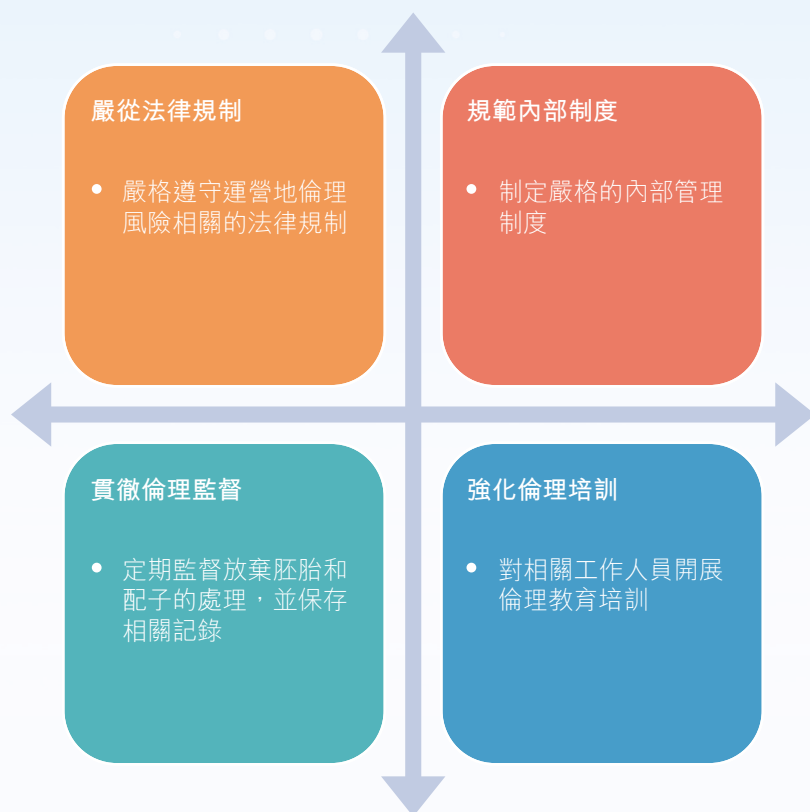 嚴從法律規制
• 嚴格遵守運營地倫理
風險相關的法律規制
規範內部制度
• 制定嚴格的內部管理
制度
貫徹倫理監督
• 定期監督放棄胚胎和
配子的處理，並保存
相關記錄
強化倫理培訓
• 對相關工作人員開展
倫理教育培訓